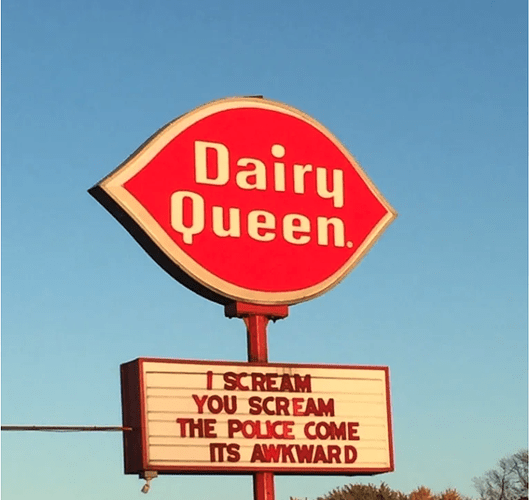 Dairy
Queen.
I SCREAM
YOU SCREAM
THE POLICE COME
ITS AWKWARD